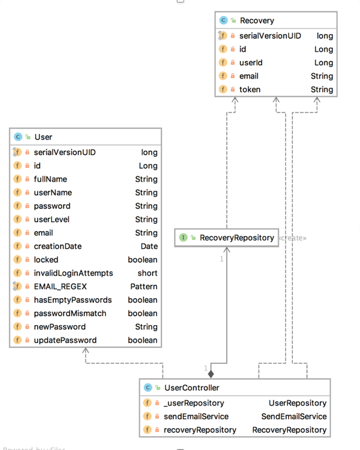 Recovery
serialVersionUID long
id Long
userId Long
email String
token String
User
serialVersionUID long
id Long
fullName String
userName String
password String
userLevel String
email String
creationDate Date
locked boolean
invalidLoginAttempts short
EMAIL_REGEX Pattern
hasEmptyPasswords boolean
passwordMismatch boolean
newPassword String
updatePassword boolean
RecoveryRepository
create»
1
1
UserController
_userRepository UserRepository
sendEmailService SendEmailService
recoveryRepository RecoveryRepository